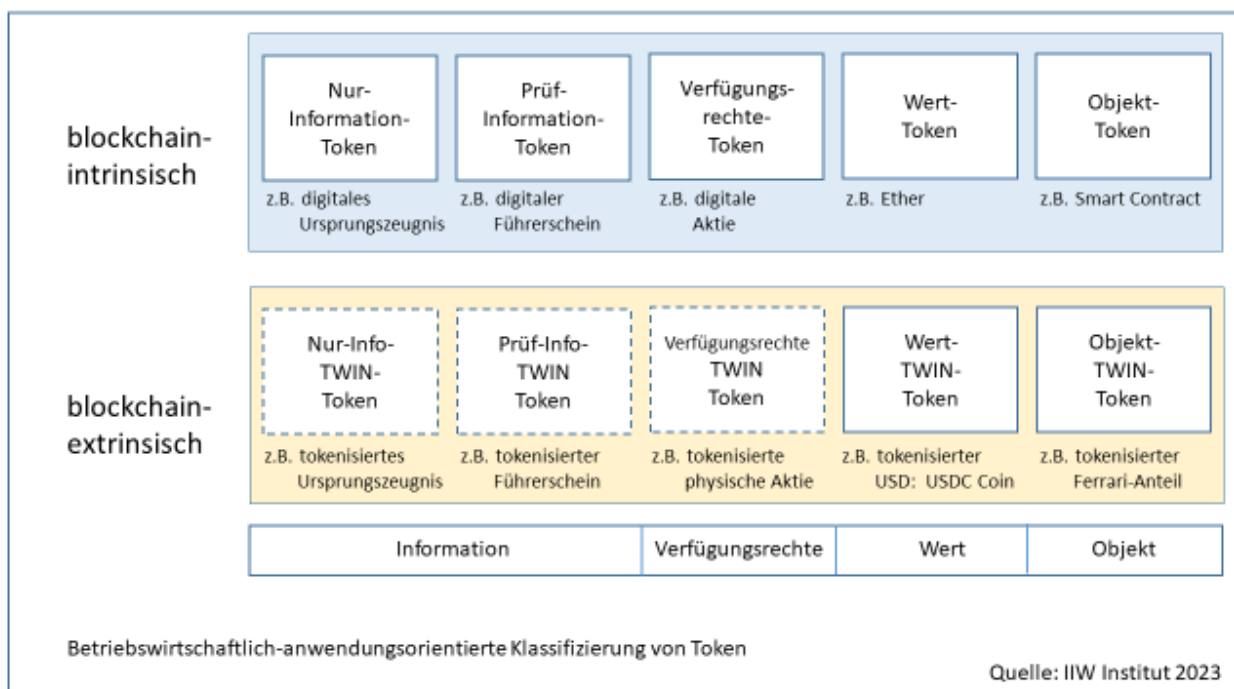 blockchain-
intrinsisch
Nur-
Information-
Token
z.B. digitales
Ursprungszeugnis
Prüf-
Information-
Token
z.B. digitaler
Führerschein
Verfügungs-
rechte-
Token
z.B. digitale
Aktie
Wert-
Token
z.B. Ether
Objekt-
Token
z.B. Smart Contract
blockchain-
extrinsisch
Nur-Info-
TWIN-
Token
z.B. tokenisiertes
Ursprungszeugnis
Prüf-Info-
TWIN
Token
z.B. tokenisierter
Führerschein
Verfügungsrechte
TWIN
Token
z.B. tokenisierte
physische Aktie
Wert-
TWIN-
Token
z.B. tokenisierter
USD: USDC Coin
Objekt-
TWIN-
Token
z.B. tokenisierter
Ferrari-Anteil
Information
Verfügungsrechte
Wert
Objekt
Betriebswirtschaftlich-anwendungsorientierte Klassifizierung von Token
Quelle: IIW Institut 2023